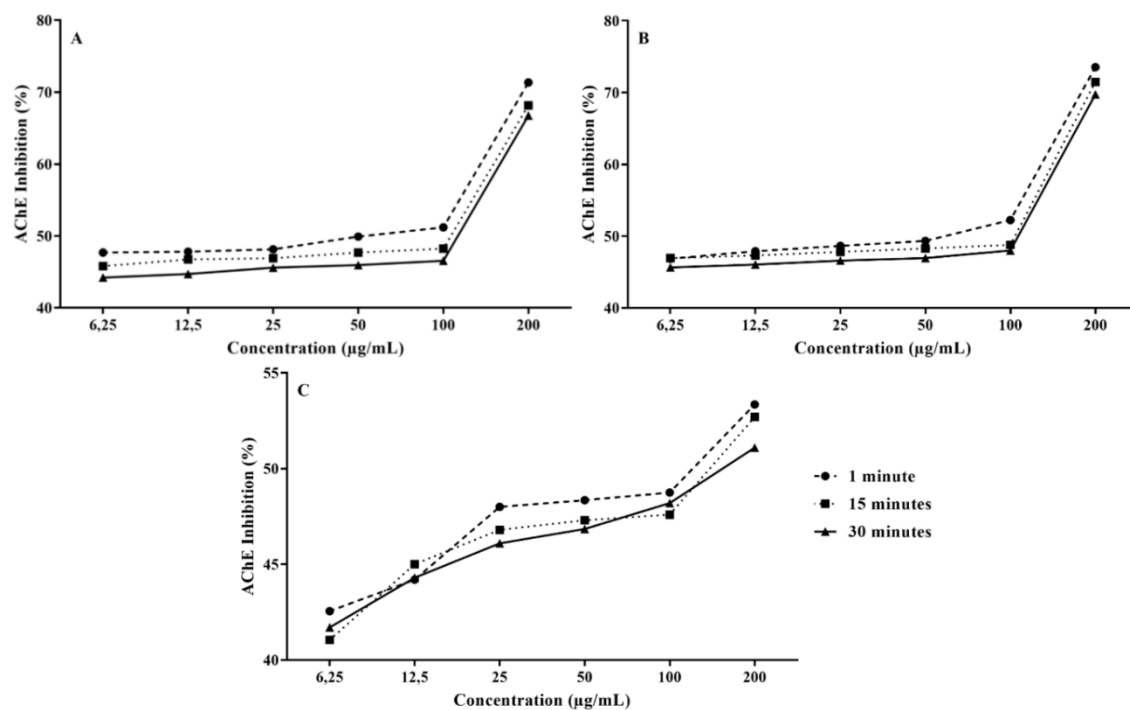 A
AChE Inhibition (%)
80
70
60
50
40
6,25 12,5 25 50 100 200
Concentration (µg/mL)
B
AChE Inhibition (%)
80
70
60
50
40
6,25 12,5 25 50 100 200
Concentration (µg/mL)
C
AChE Inhibition (%)
55
50
45
40
6,25 12,5 25 50 100 200
Concentration (µg/mL)
1 minute
15 minutes
30 minutes